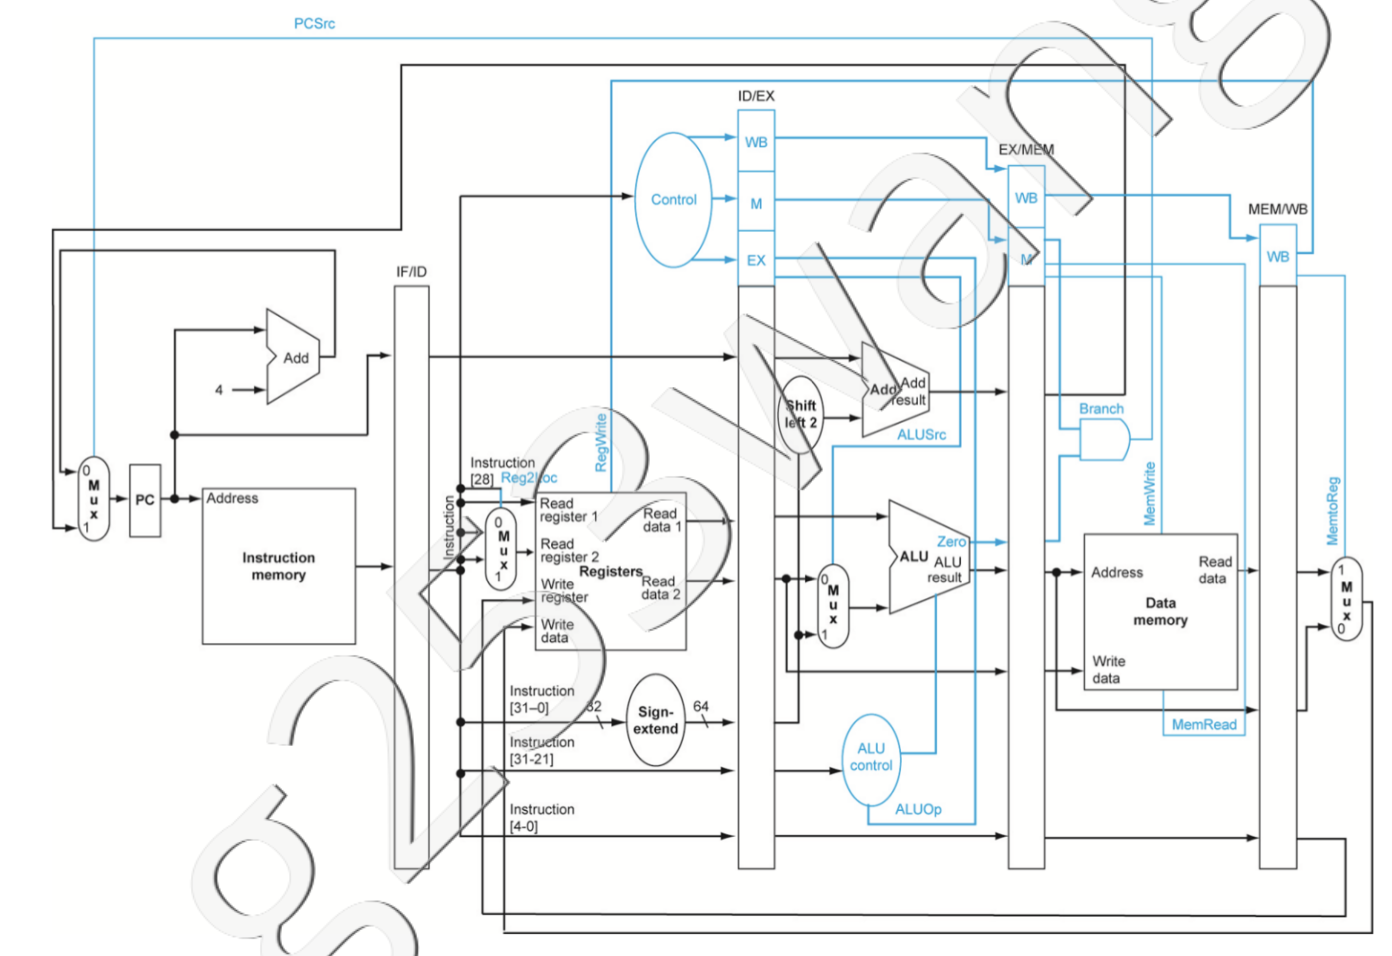 PCSrc
ID/EX
WB
EX/MEM
Control
M
WB
MEM/WB
EX
M
WB
IF/ID
Add
4
Shift
left 2
Add
Add
result
ALUSrc
Branch
RegWrite
Instruction
[28]
Reg2Loc
MemWrite
MemtoReg
0
Mux
1
PC
Address
Instruction
memory
Instruction
0
Mux
1
Read
register 1
Read
register 2
Write
register
Write
data
Registers
Read
data 1
Read
data 2
0
Mux
1
ALU
Zero
ALU
result
Address
Read
data
Data
memory
Write
data
1
Mux
0
Instruction
[31–0]
32
Sign-
extend
64
MemRead
Instruction
[31-21]
ALU
control
Instruction
[4-0]
ALUOp